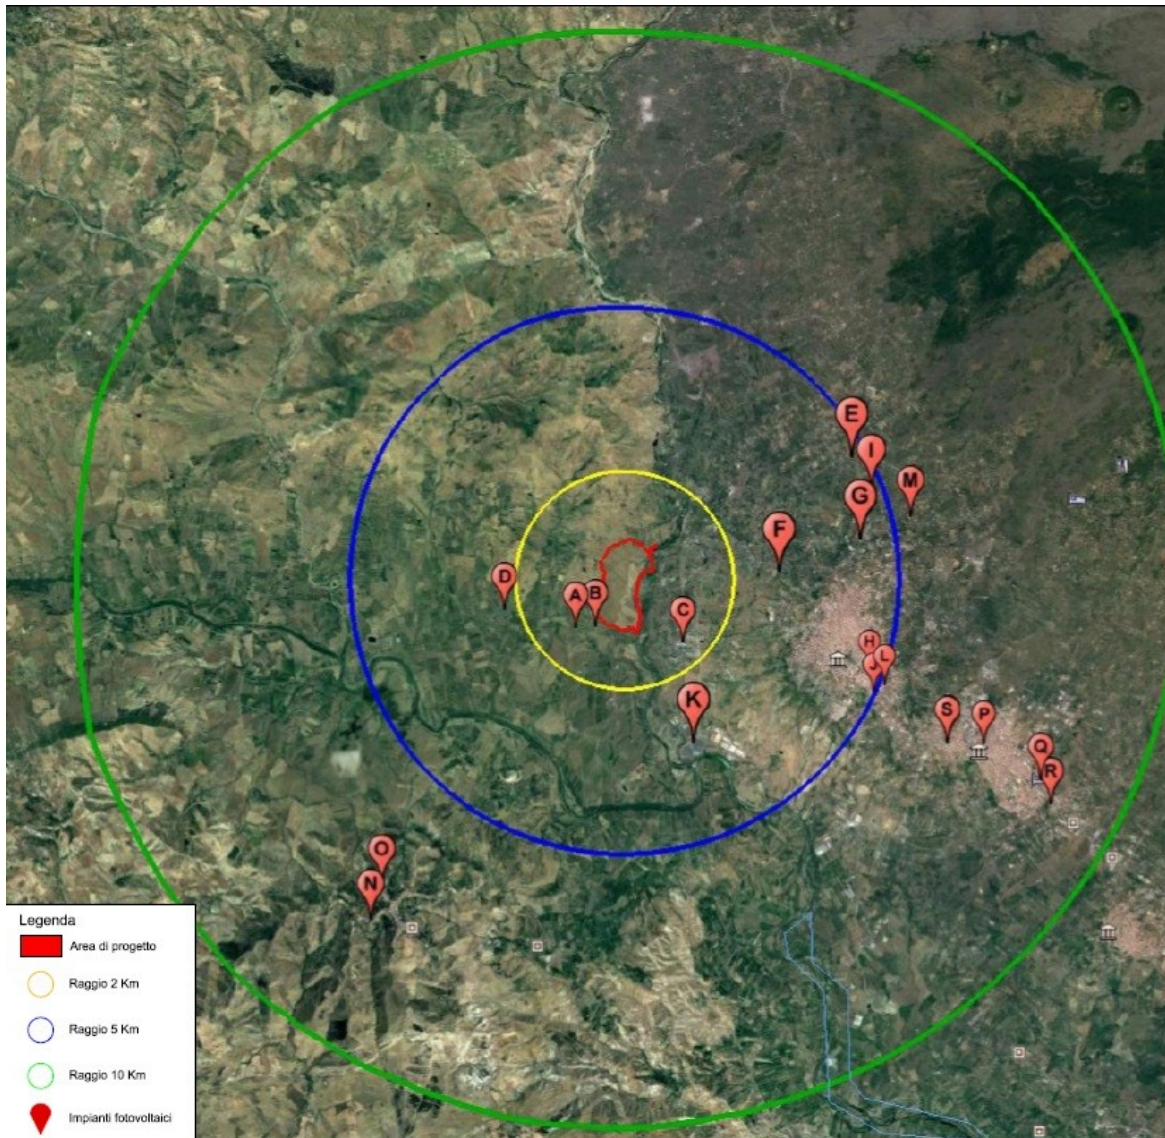 E
I
M
G
F
D
A
B
C
H
L
J
K
S
P
Q
R
O
N
Legenda
Area di progetto
Raggio 2 Km
Raggio 5 Km
Raggio 10 Km
Impianti fotovoltaici